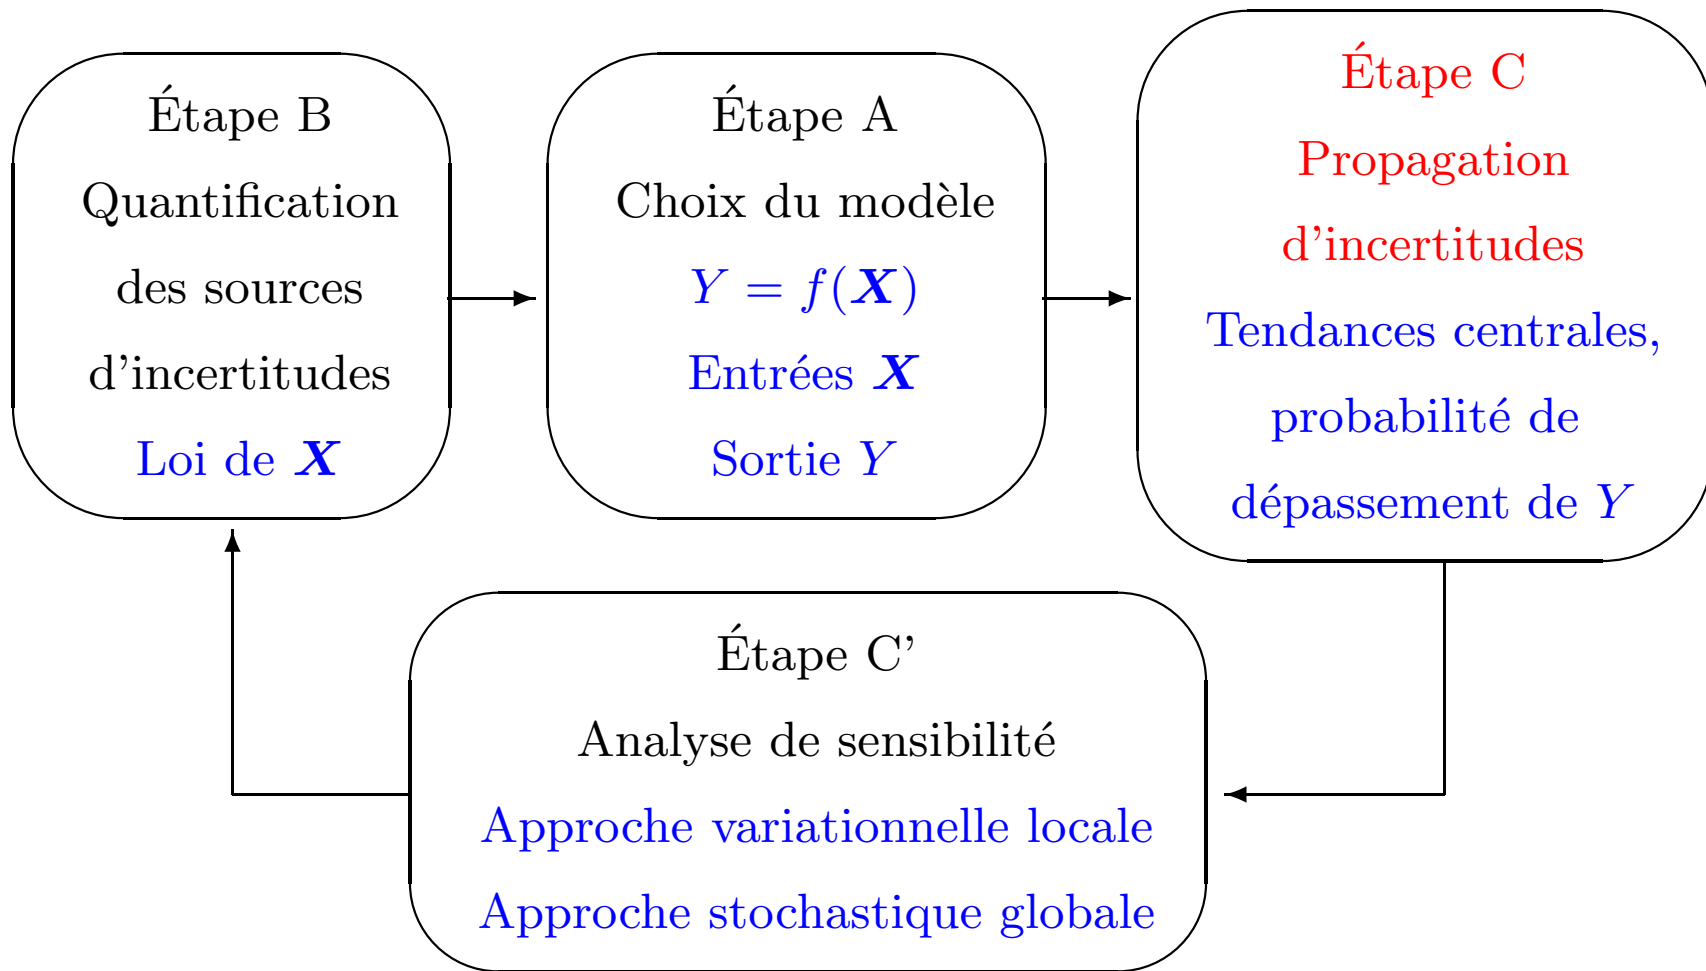 Étape B
Quantification
des sources
d'incertitudes
Loi de X
Étape A
Choix du modèle
Y = f(X)
Entrées X
Sortie Y
Étape C
Propagation
d'incertitudes
Tendances centrales,
probabilité de
dépassement de Y
Étape C'
Analyse de sensibilité
Approche variationnelle locale
Approche stochastique globale